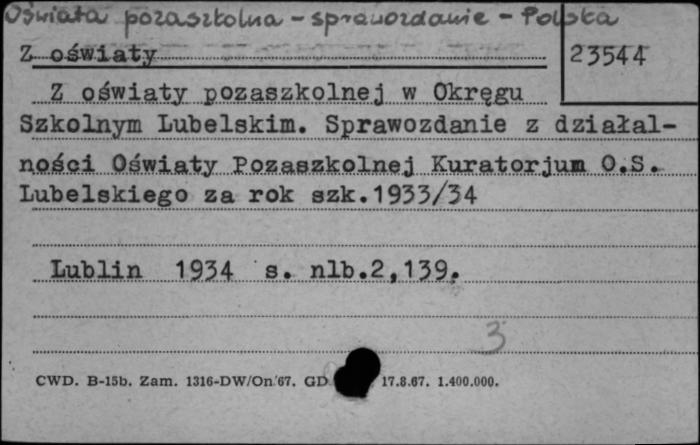 Oświata pozaszkolna - sprawozdanie - Polska
Z oświaty
23544
Z oświaty pozaszkolnej w Okręgu
Szkolnym Lubelskim. Sprawozdanie z działal-
ności Oświaty Pozaszkolnej Kuratorjum O.S.
Lubelskiego za rok szk.1933/34
Lublin 1934 s. nlb.2,139.
3
CWD. B-15b. Zam. 1316-DW/On/67. GD 17.8.67. 1.400.000.